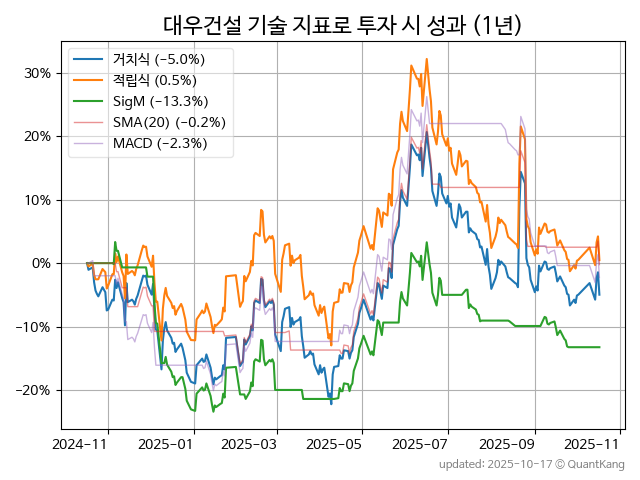 대우건설 기술 지표로 투자 시 성과 (1년)
거치식 (−5.0%)
적립식 (0.5%)
SigM (−13.3%)
SMA(20) (−0.2%)
MACD (−2.3%)
30%
20%
10%
0%
−10%
−20%
2024-11 2025-01 2025-03 2025-05 2025-07 2025-09 2025-11
updated: 2025-10-17 © QuantKang